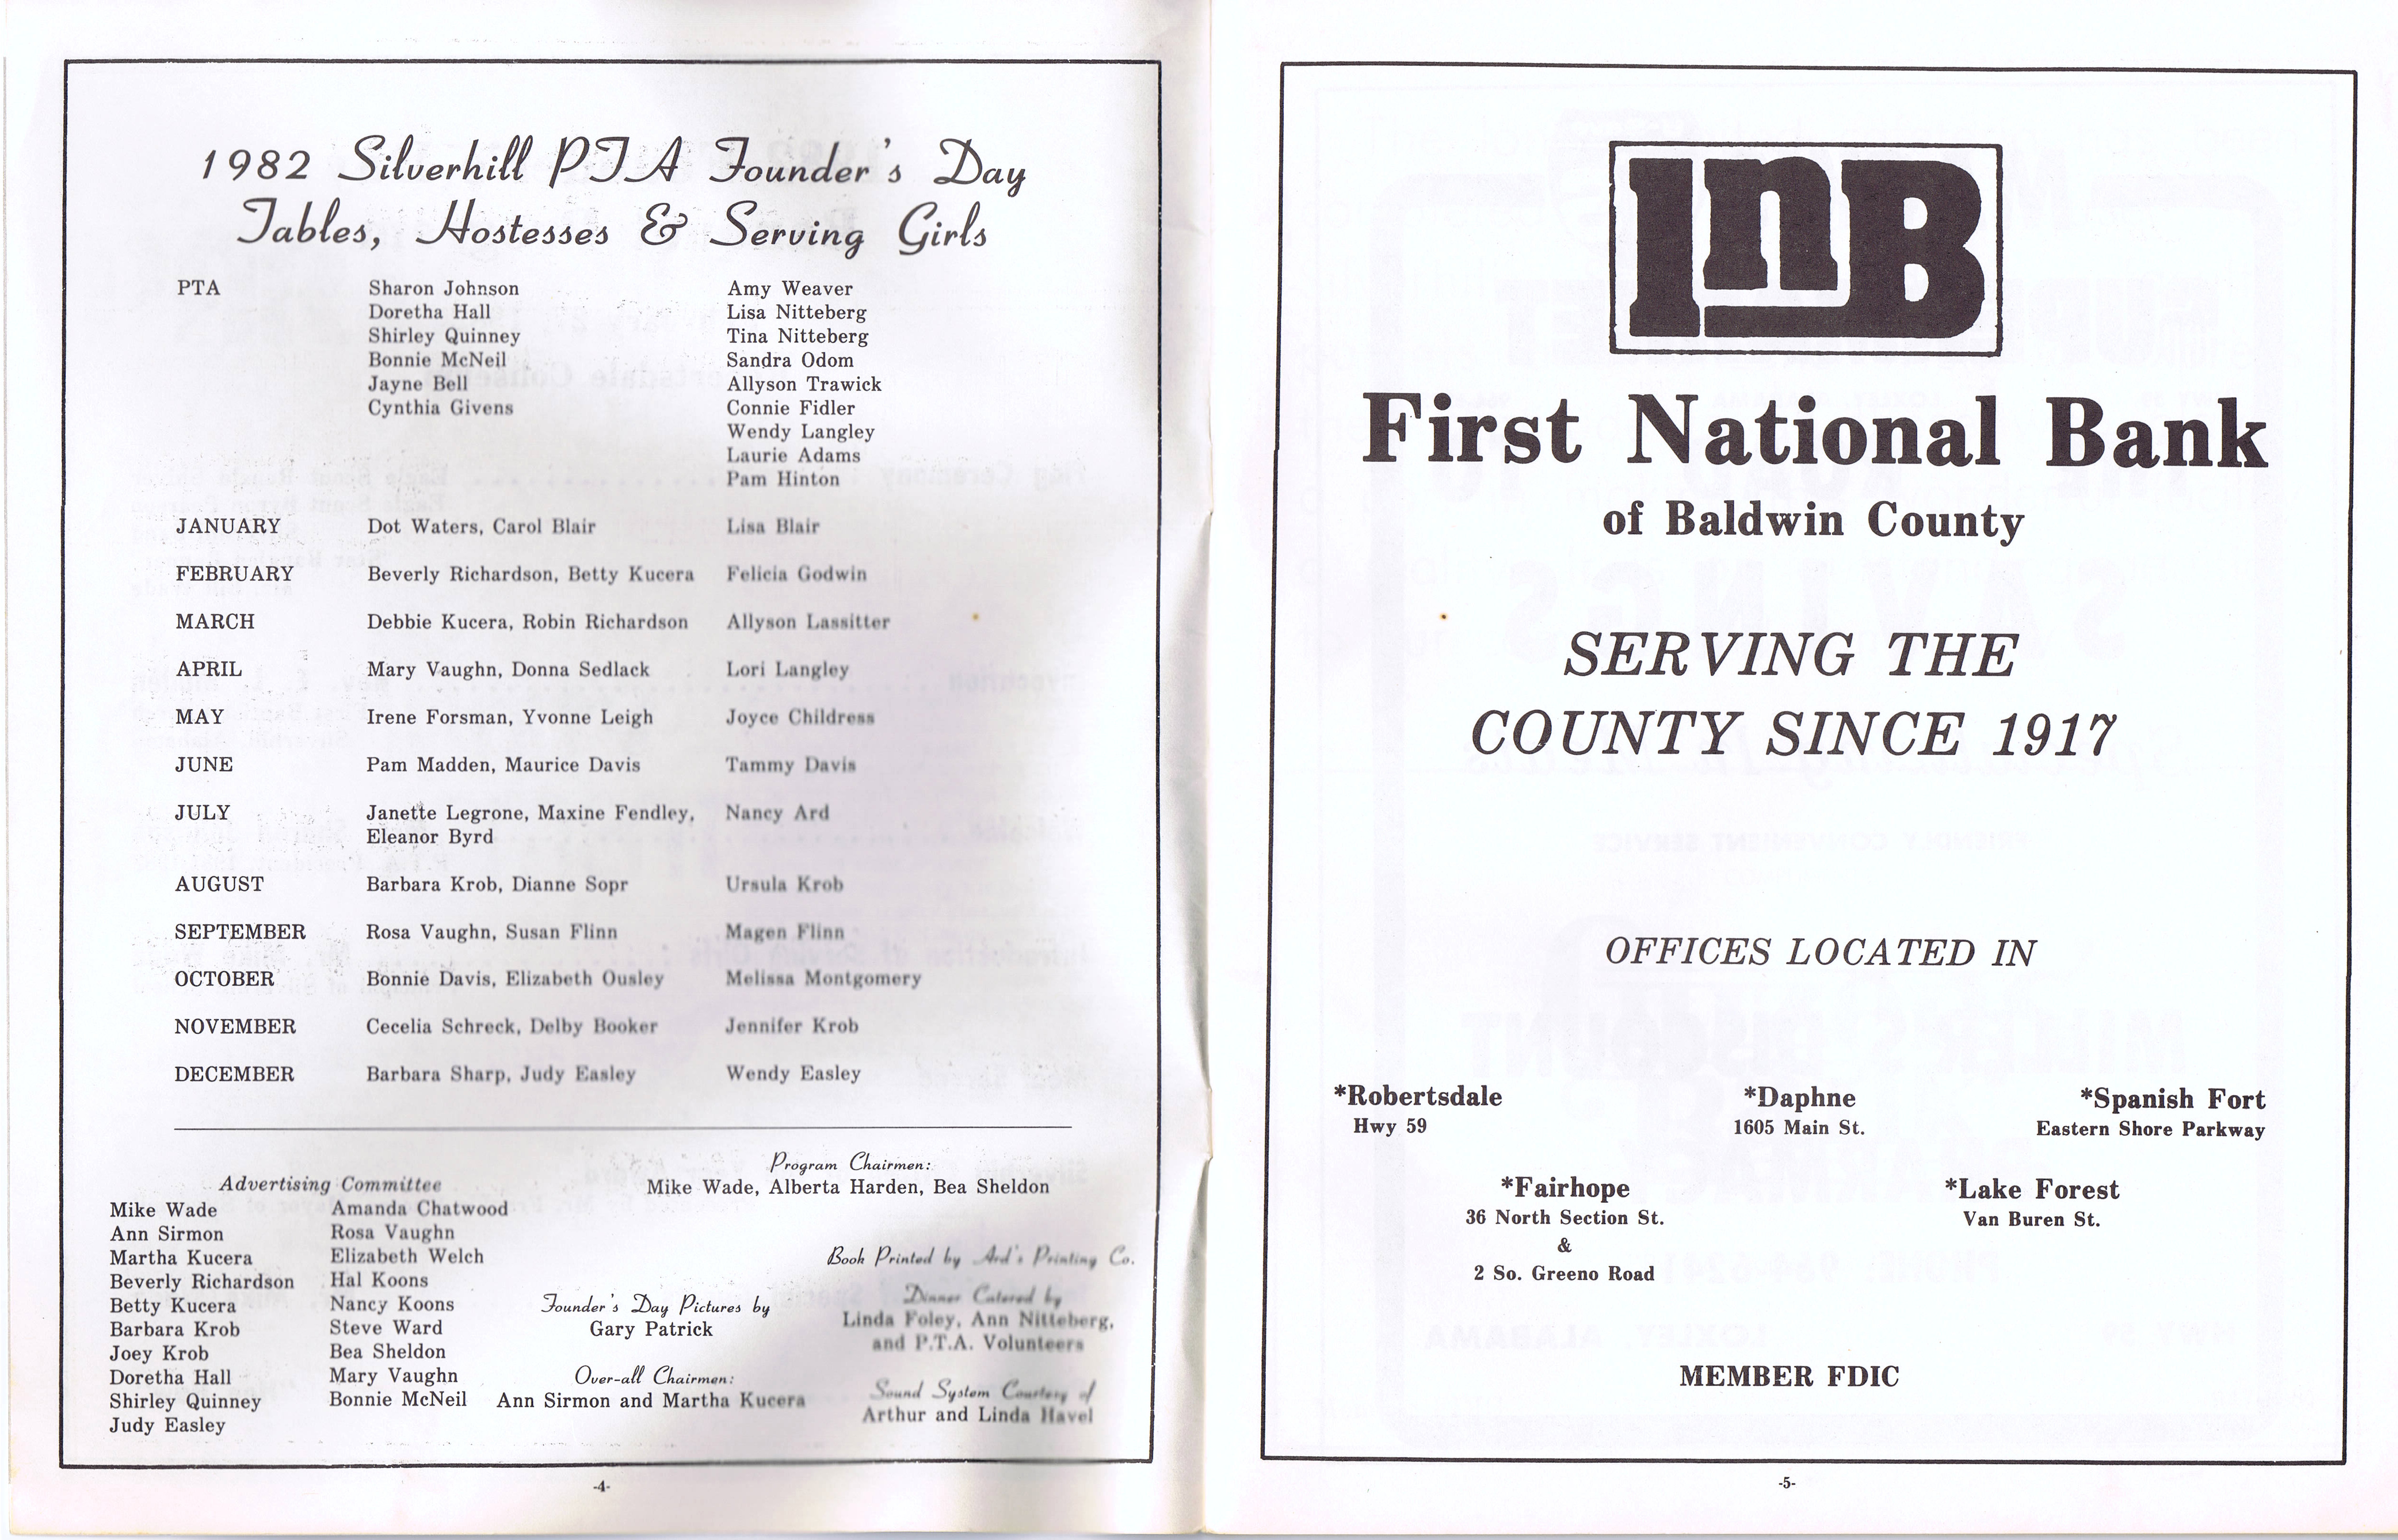 1982 Silverhill PTA Founder's Day
Tables, Hostesses & Serving Girls
PTA Sharon Johnson Amy Weaver
Doretha Hall Lisa Nitteberg
Shirley Quinney Tina Nitteberg
Bonnie McNeil Sandra Odom
Jayne Bell Allyson Trawick
Cynthia Givens Connie Fidler
Wendy Langley
Laurie Adams
Pam Hinton
JANUARY Dot Waters, Carol Blair Lisa Blair
FEBRUARY Beverly Richardson, Betty Kucera Felicia Godwin
MARCH Debbie Kucera, Robin Richardson Allyson Lassitter
APRIL Mary Vaughn, Donna Sedlack Lori Langley
MAY Irene Forsman, Yvonne Leigh Joyce Childress
JUNE Pam Madden, Maurice Davis Tammy Davis
JULY Janette Legrone, Maxine Fendley, Nancy Ard
Eleanor Byrd
AUGUST Barbara Krob, Dianne Sopr Ursula Krob
SEPTEMBER Rosa Vaughn, Susan Flinn Magen Flinn
OCTOBER Bonnie Davis, Elizabeth Ousley Melissa Montgomery
NOVEMBER Cecelia Schreck, Delby Booker Jennifer Krob
DECEMBER Barbara Sharp, Judy Easley Wendy Easley
Advertising Committee
Mike Wade Amanda Chatwood
Ann Sirmon Rosa Vaughn
Martha Kucera Elizabeth Welch
Beverly Richardson Hal Koons
Betty Kucera Nancy Koons
Barbara Krob Steve Ward
Joey Krob Bea Sheldon
Doretha Hall Mary Vaughn
Shirley Quinney Bonnie McNeil
Judy Easley
Program Chairmen:
Mike Wade, Alberta Harden, Bea Sheldon
Book Printed by Ard's Printing Co.
Founder's Day Pictures by
Gary Patrick
Dinner Catered by
Linda Foley, Ann Nitteberg,
and P.T.A. Volunteers
Over-all Chairmen:
Ann Sirmon and Martha Kucera
Sound System Courtesy of
Arthur and Linda Havel
-4-
FnB
First National Bank
of Baldwin County
SERVING THE
COUNTY SINCE 1917
OFFICES LOCATED IN
*Robertsdale
Hwy 59
*Daphne
1605 Main St.
*Spanish Fort
Eastern Shore Parkway
*Fairhope
36 North Section St.
&
2 So. Greeno Road
*Lake Forest
Van Buren St.
MEMBER FDIC
-5-